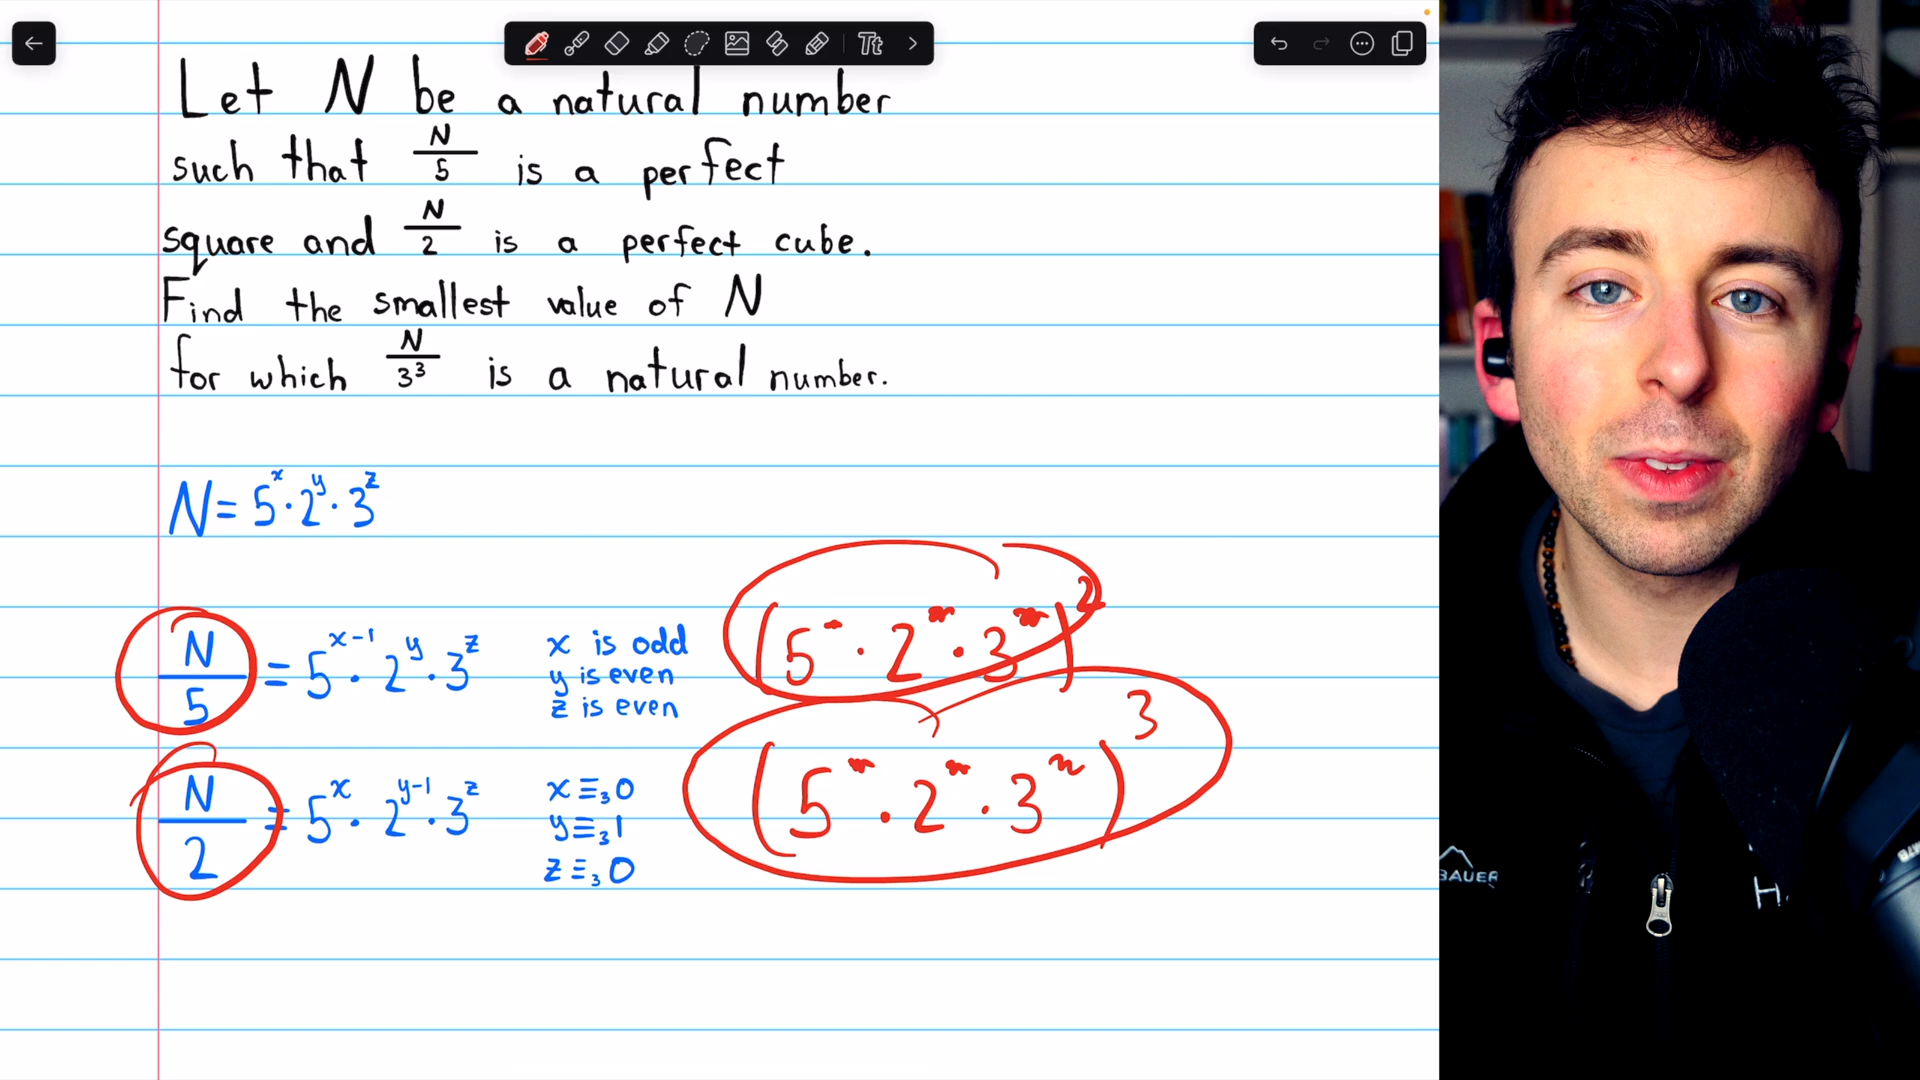 Tt
Let N be a natural number
such that N/5 is a perfect
square and N/2 is a perfect cube.
Find the smallest value of N
for which N/3³ is a natural number.
N = 5^x · 2^y · 3^z
N/5 = 5^(x-1) · 2^y · 3^z
x is odd
y is even
z is even
(5 · 2 · 3)²
N/2 = 5^x · 2^(y-1) · 3^z
x ≡₃ 0
y ≡₃ 1
z ≡₃ 0
(5 · 2 · 3)³
BAUER
H